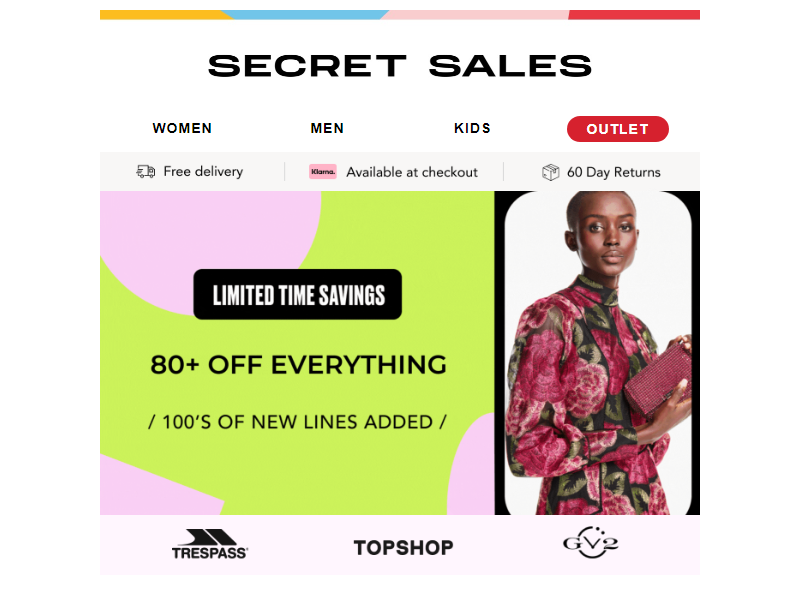 SECRET SALES
WOMEN MEN KIDS OUTLET
Free delivery Klarna. Available at checkout 60 Day Returns
LIMITED TIME SAVINGS
80+ OFF EVERYTHING
/ 100'S OF NEW LINES ADDED /
TRESPASS TOPSHOP GV2